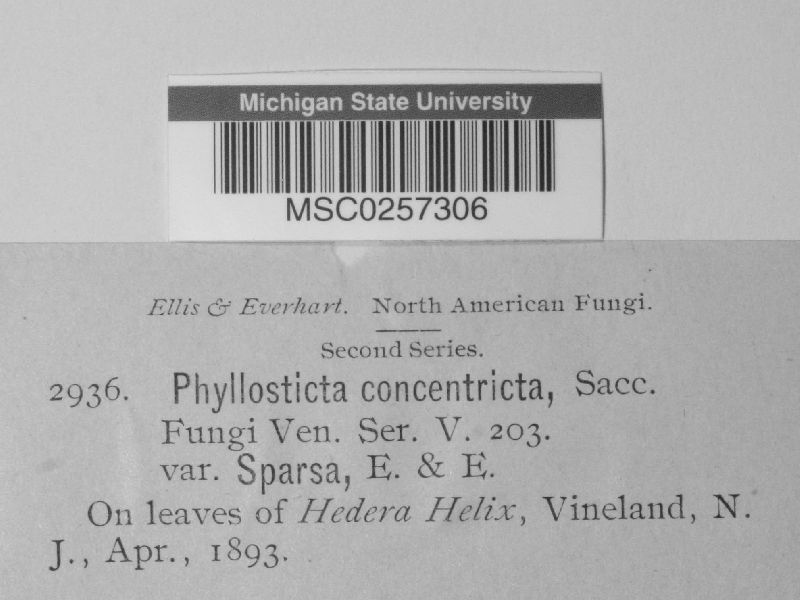 Michigan State University
MSC0257306
Ellis & Everhart. North American Fungi.
Second Series.
2936. Phyllosticta concentricta, Sacc.
Fungi Ven. Ser. V. 203.
var. Sparsa, E. & E.
On leaves of Hedera Helix, Vineland, N.
J., Apr., 1893.